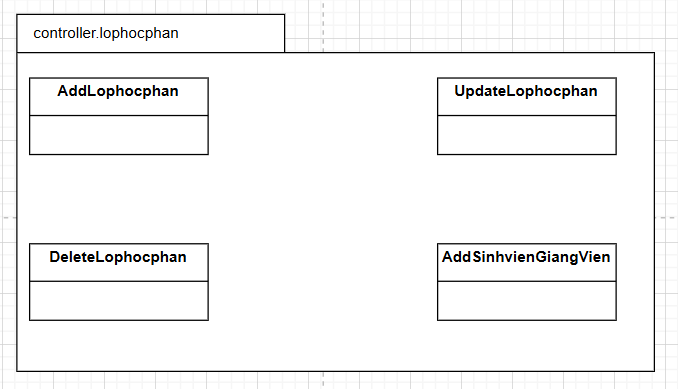 controller.lophocphan
AddLophocphan
UpdateLophocphan
DeleteLophocphan
AddSinhvienGiangVien